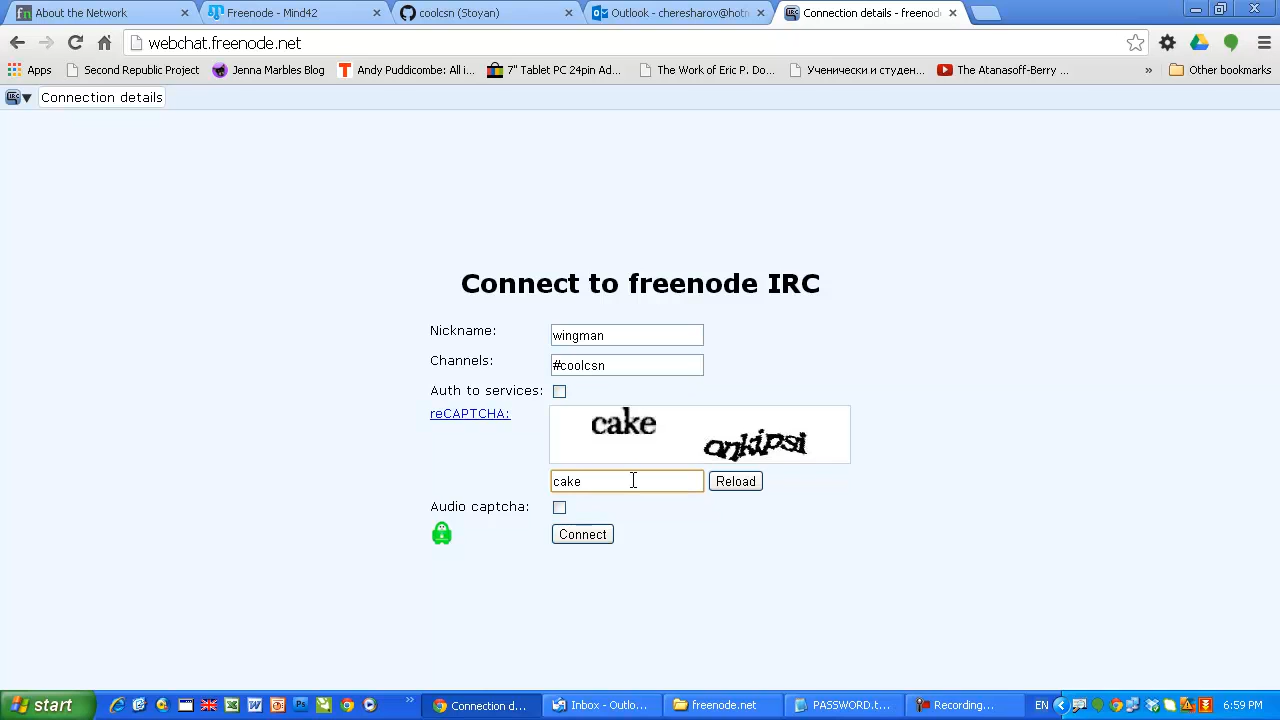 About the Network
Freenode - Mind42
coolcsn (Stoyan)
Outlook - cheresharov@hotn
Connection details - freenode
webchat.freenode.net
Apps
Second Republic Project
Jenna Marbles Blog
Andy Puddicombe: All i...
7" Tablet PC 24pin Ad...
The Work of Eric P. Do...
Ученически и студен...
The Atanasoff-Berry ...
»
Other bookmarks
Connection details
Connect to freenode IRC
Nickname: wingman
Channels: #coolcsn
Auth to services:
reCAPTCHA: cake onkipsi
cake Reload
Audio captcha:
Connect
start
»
Connection d...
Inbox - Outlo...
freenode.net
PASSWORD.t...
Recording...
EN
6:59 PM